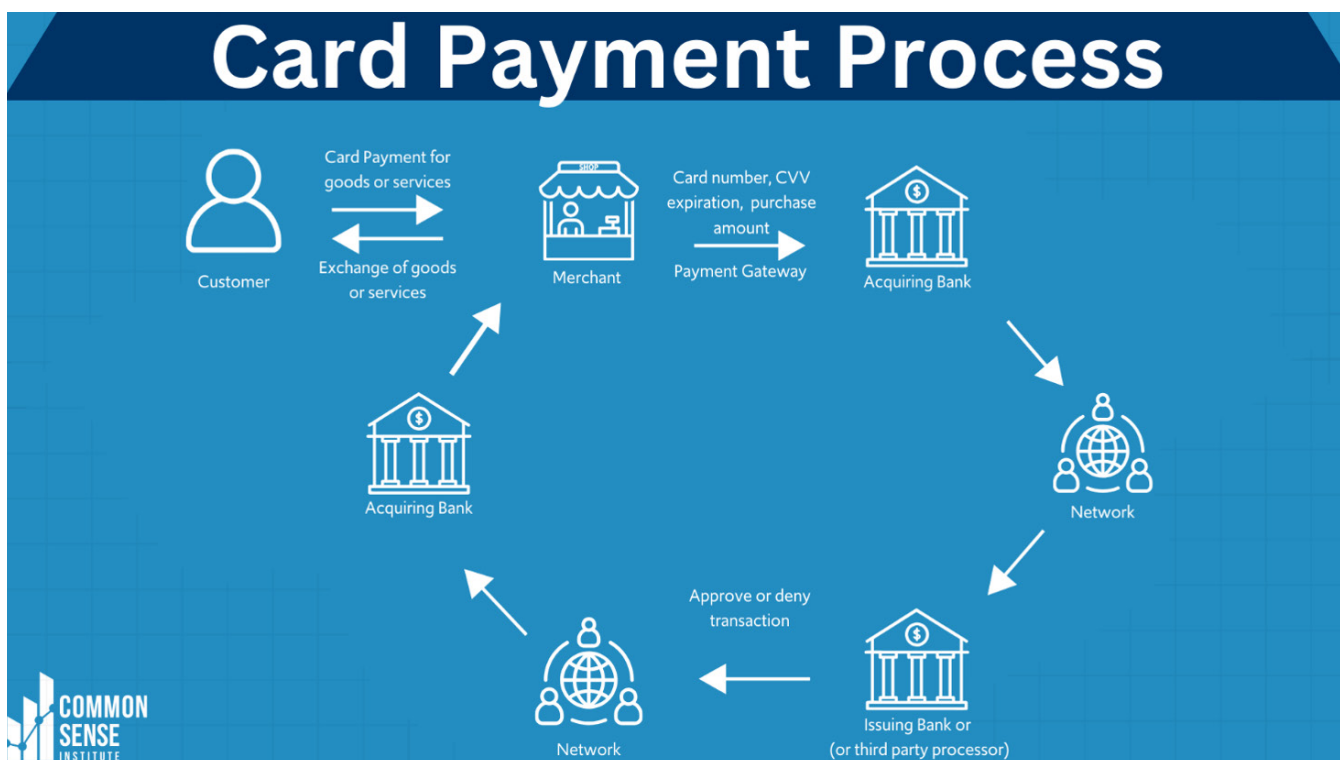 Card Payment Process
Card Payment for
goods or services
Exchange of goods
or services
Customer
SHOP
Merchant
Card number, CVV
expiration, purchase
amount
Payment Gateway
Acquiring Bank
Network
Issuing Bank or
(or third party processor)
Approve or deny
transaction
Network
Acquiring Bank
COMMON
SENSE
INSTITUTE